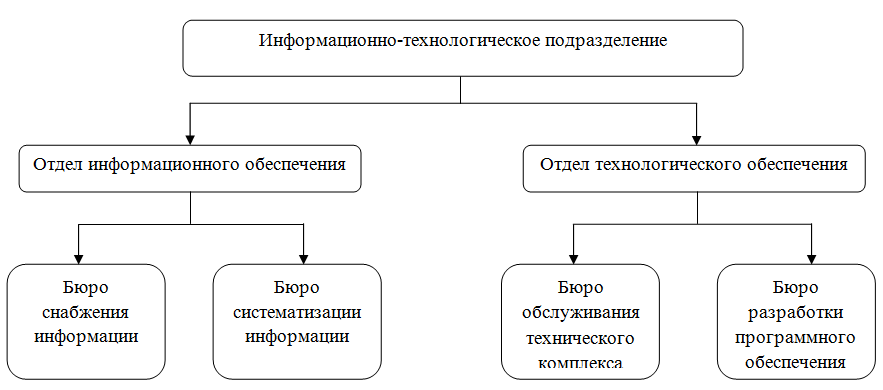 Информационно-технологическое подразделение
Отдел информационного обеспечения
Отдел технологического обеспечения
Бюро
снабжения
информации
Бюро
систематизации
информации
Бюро
обслуживания
технического
комплекса
Бюро
разработки
программного
обеспечения